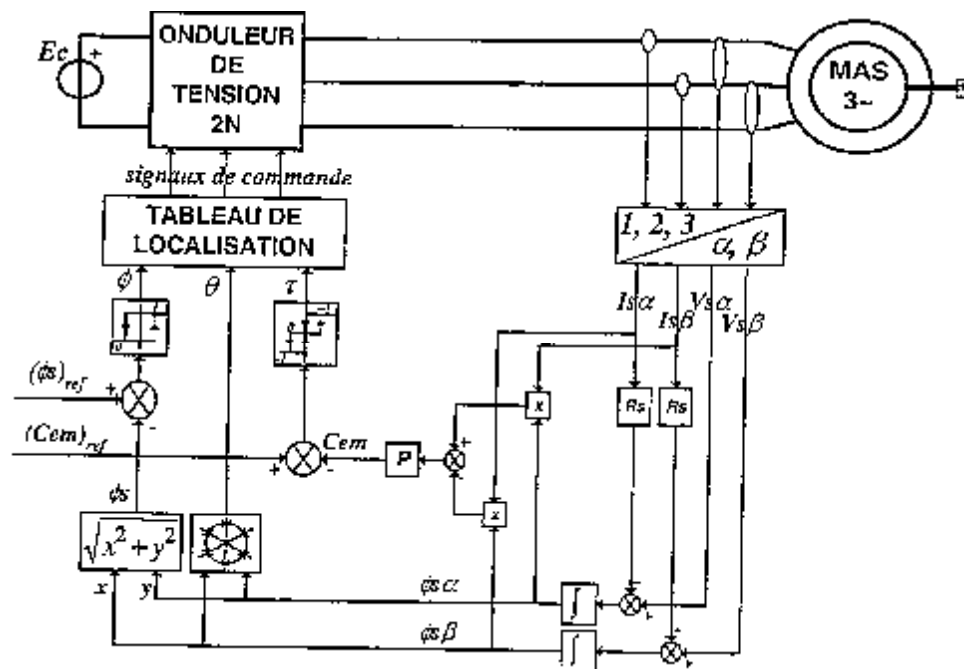 ONDULEUR
DE
TENSION
2N
Ec
+
MAS
3~
signaux de commande
TABLEAU DE
LOCALISATION
1, 2, 3
α, β
ϕ
θ
τ
Isα
Isβ
Vsα
Vsβ
(ϕs)ref
+
-
(Cem)ref
+
-
Cem
P
+
-
x
x
Rs
Rs
ϕs
√x² + y²
x
y
ϕsα
∫
-
+
ϕsβ
∫
-
+